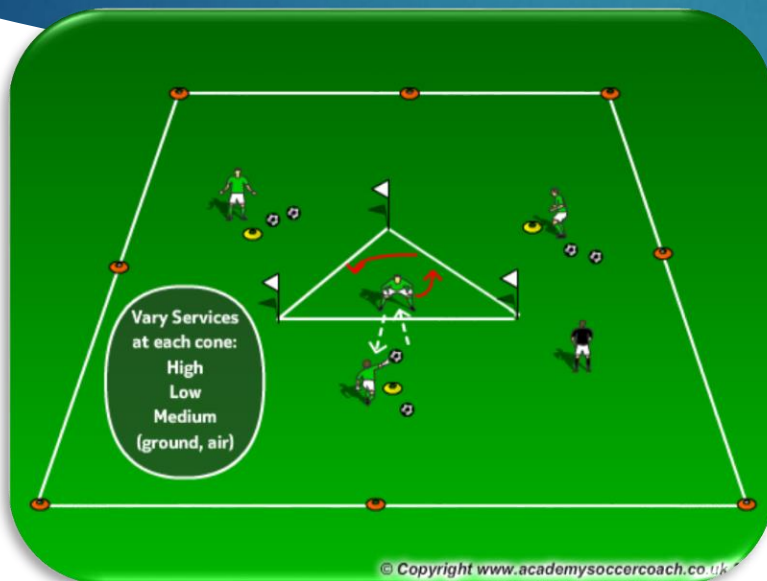 Vary Services
at each cone:
High
Low
Medium
(ground, air)
© Copyright www.academysoccercoach.co.uk